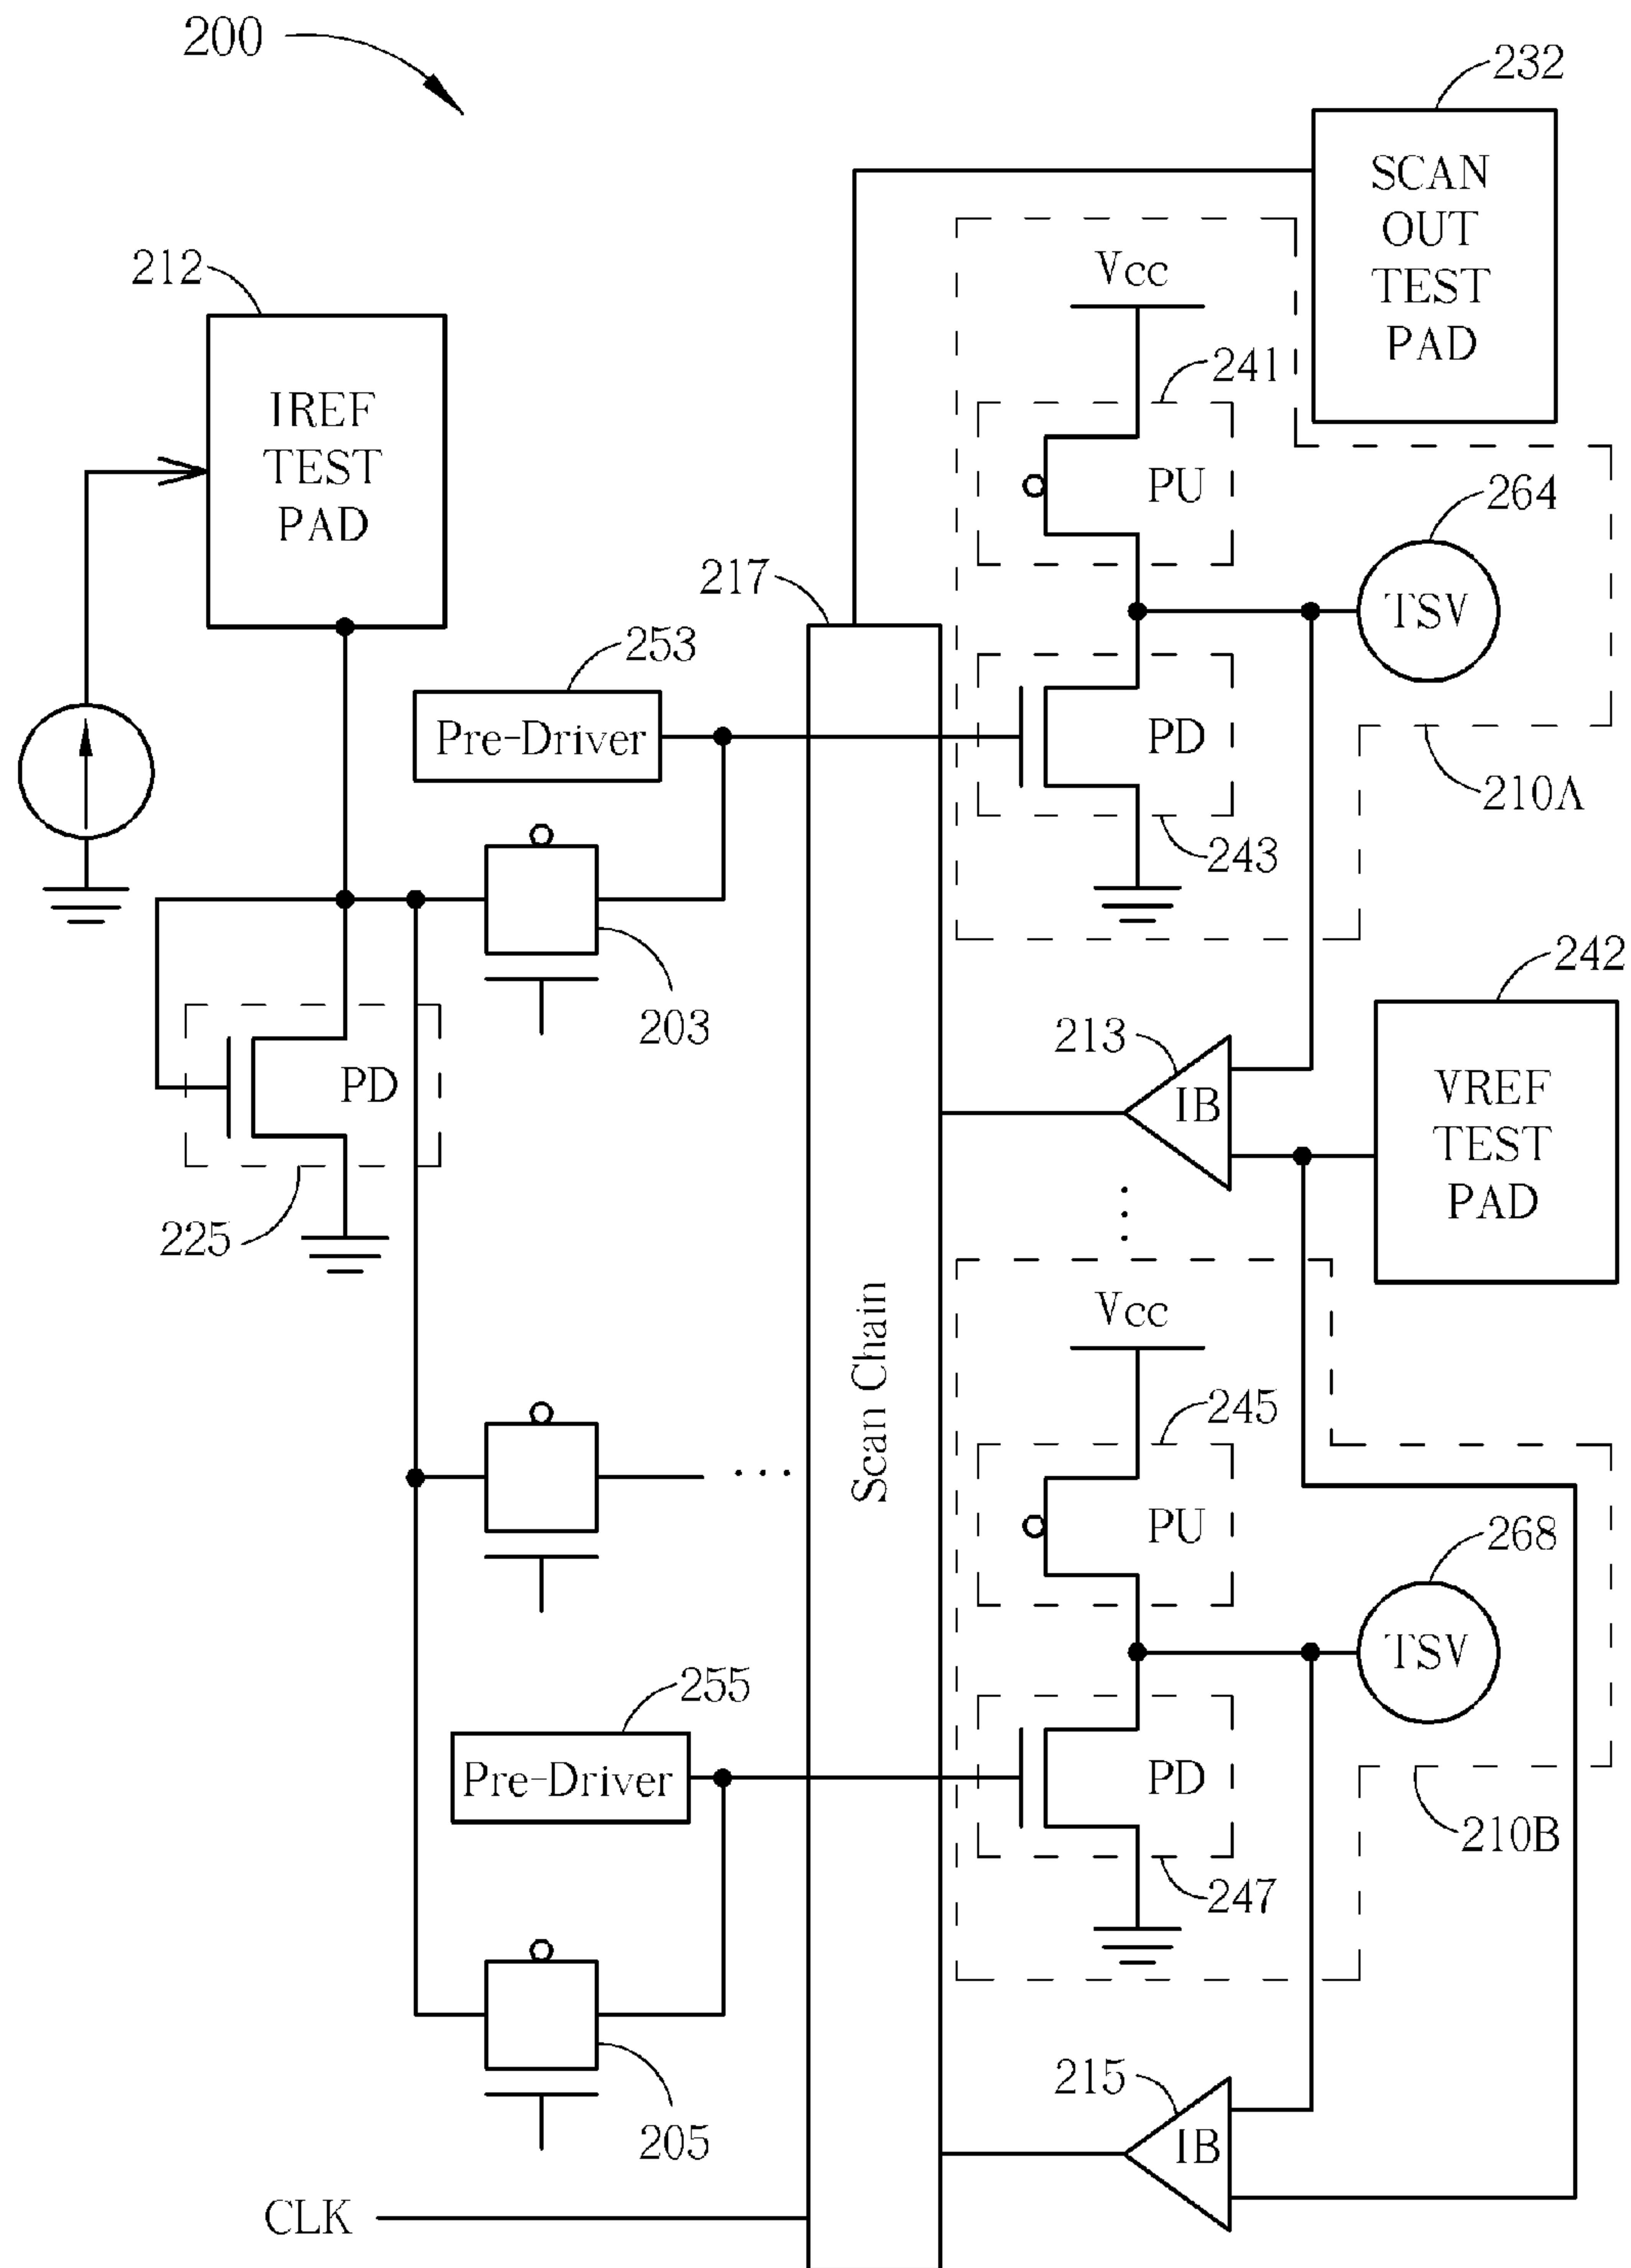 200
232
SCAN
OUT
TEST
PAD
212
IREF
TEST
PAD
Vcc
241
PU
264
TSV
217
253
Pre-Driver
PD
210A
243
203
242
VREF
TEST
PAD
213
IB
PD
225
Scan Chain
Vcc
245
PU
268
TSV
255
Pre-Driver
PD
210B
247
205
215
IB
CLK